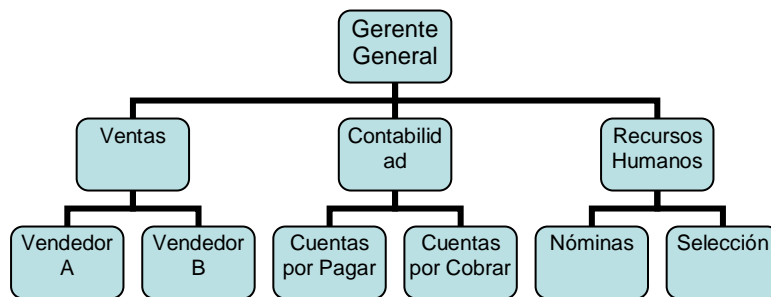 Gerente
General
Ventas
Contabilid
ad
Recursos
Humanos
Vendedor
A
Vendedor
B
Cuentas
por Pagar
Cuentas
por Cobrar
Nóminas
Selección